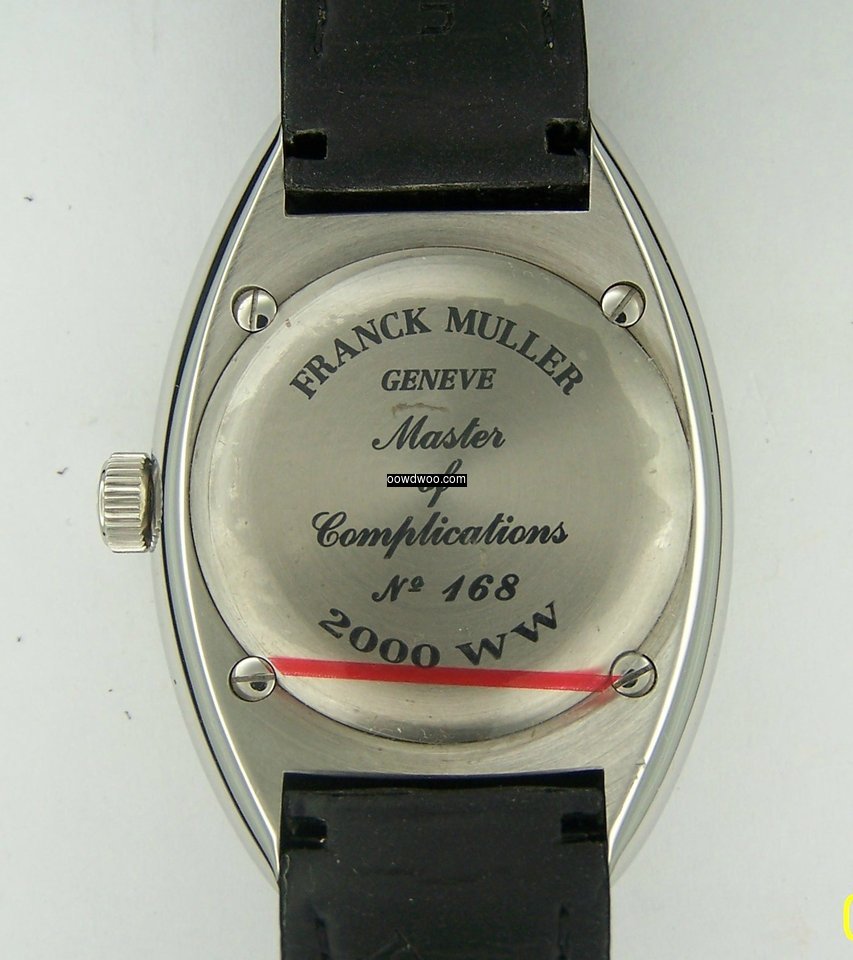 FRANCK MULLER
GENEVE
Master
oowdwoo.com
of
Complications
Nº 168
2000 WW